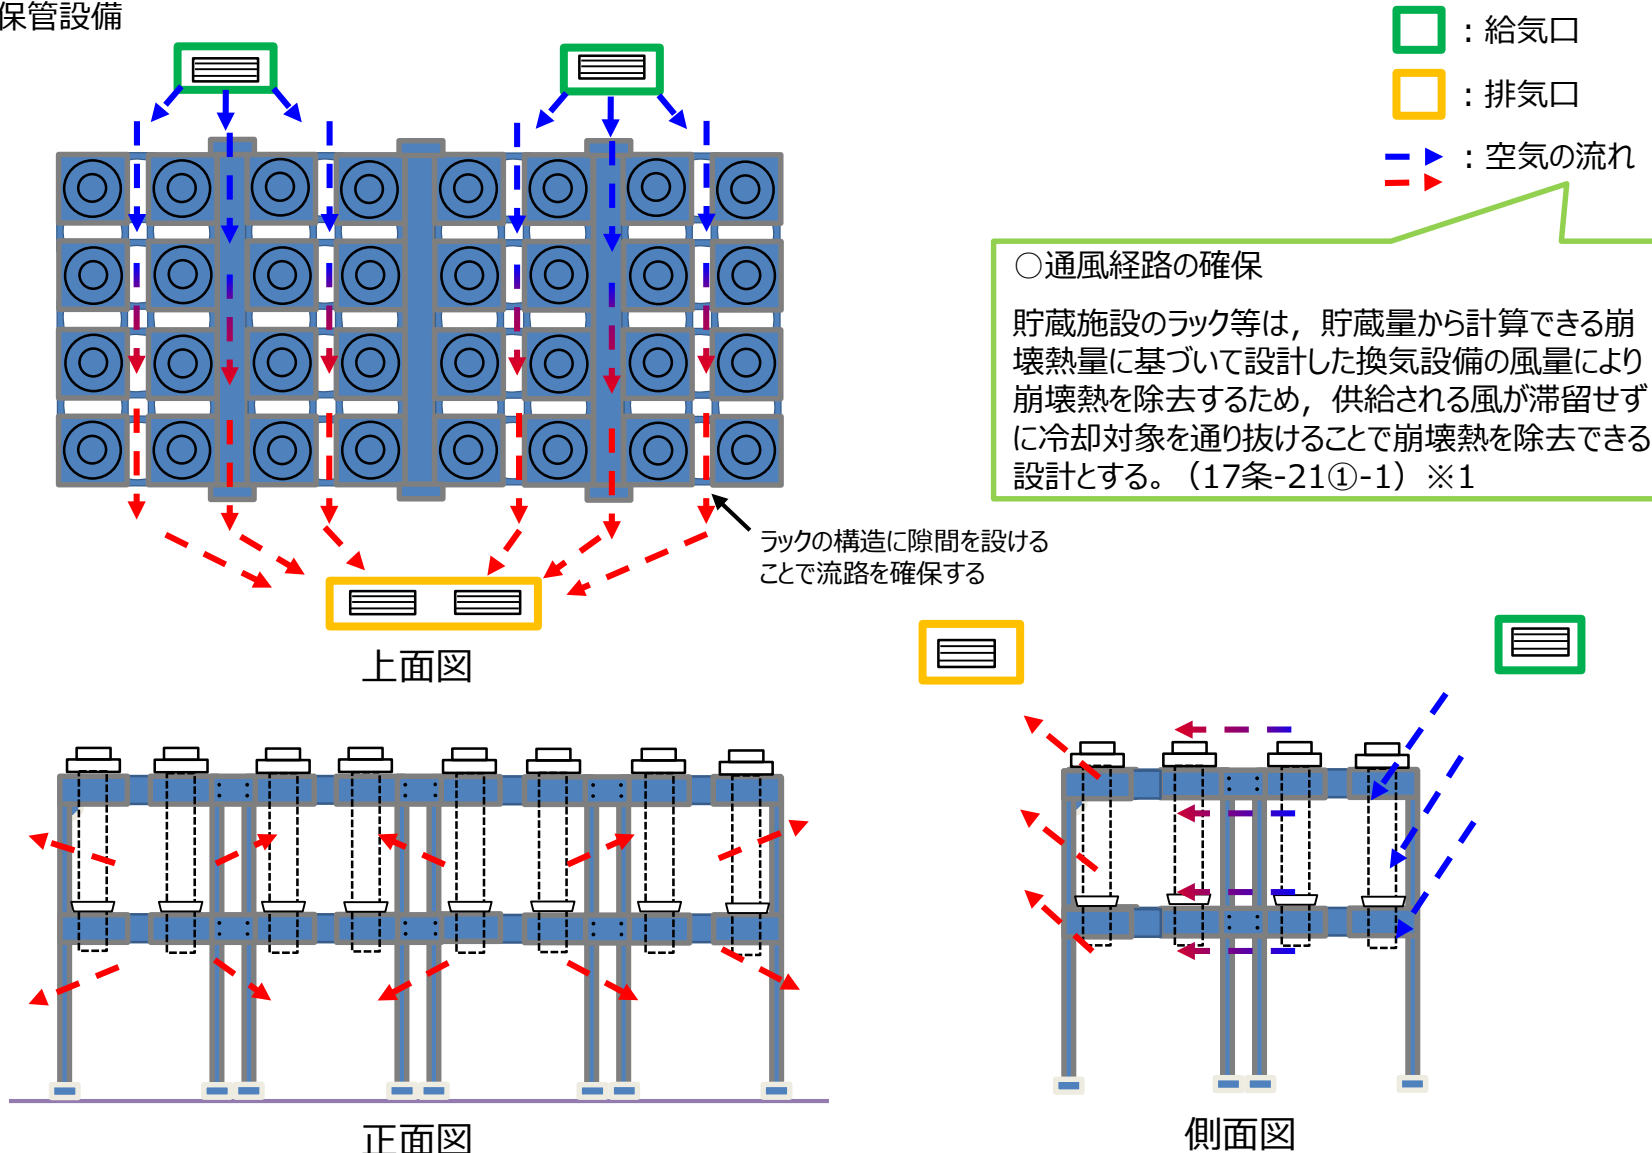 保管設備
：給気口
：排気口
：空気の流れ
○通風経路の確保
貯蔵施設のラック等は，貯蔵量から計算できる崩
壊熱量に基づいて設計した換気設備の風量により
崩壊熱を除去するため，供給される風が滞留せず
に冷却対象を通り抜けることで崩壊熱を除去できる
設計とする。（17条-21①-1）※1
ラックの構造に隙間を設ける
ことで流路を確保する
上面図
正面図
側面図